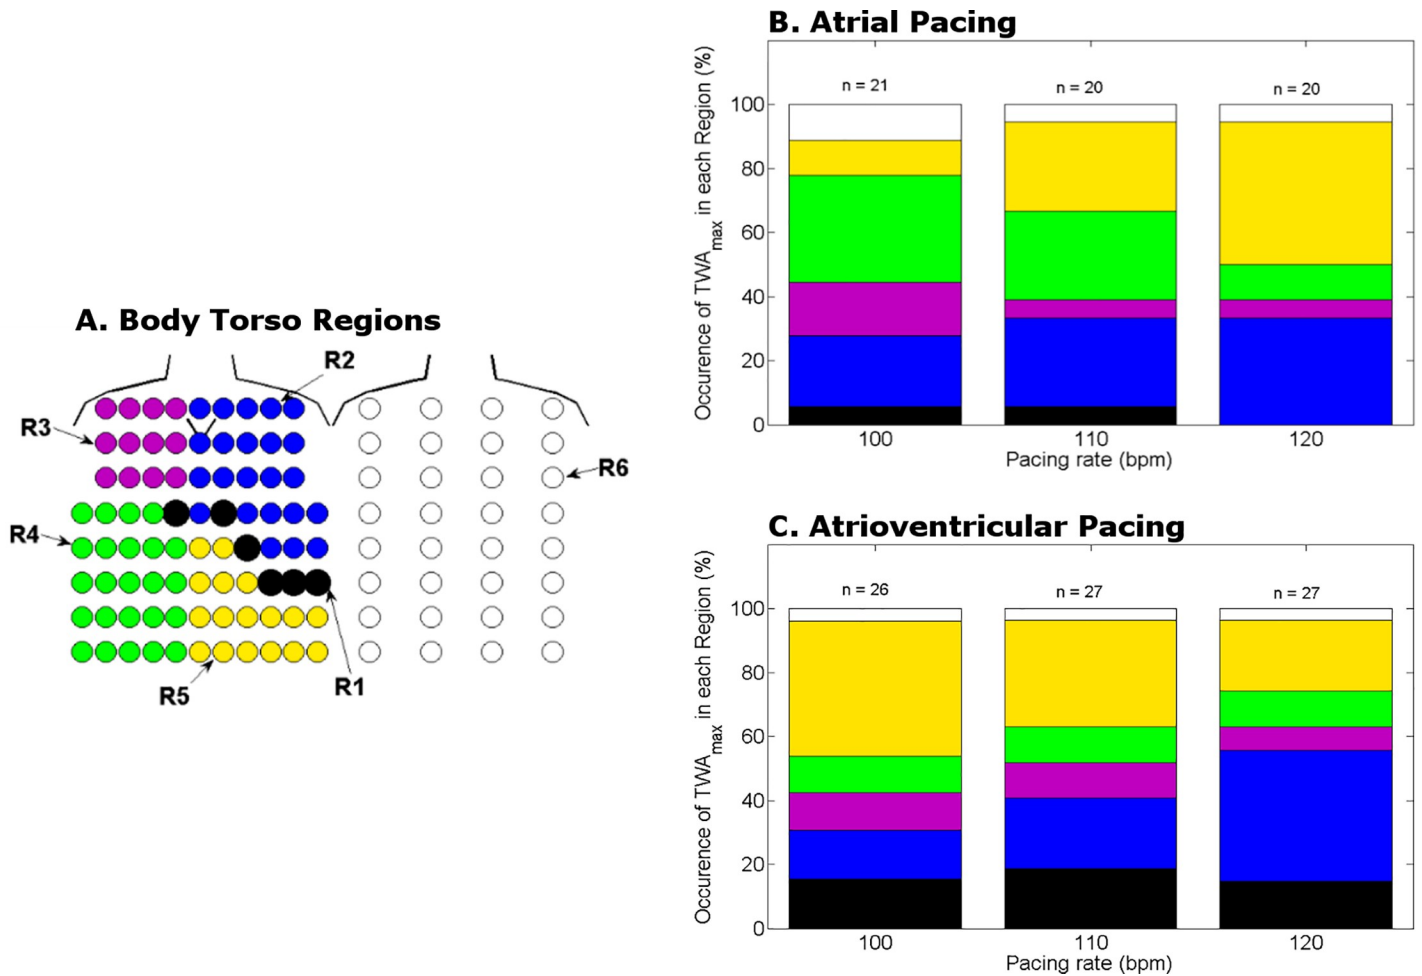 A. Body Torso Regions
R2
R3
R6
R4
R1
R5
B. Atrial Pacing
Occurence of TWAmax in each Region (%)
n = 21
n = 20
n = 20
100
80
60
40
20
0
100
110
120
Pacing rate (bpm)
C. Atrioventricular Pacing
Occurence of TWAmax in each Region (%)
n = 26
n = 27
n = 27
100
80
60
40
20
0
100
110
120
Pacing rate (bpm)